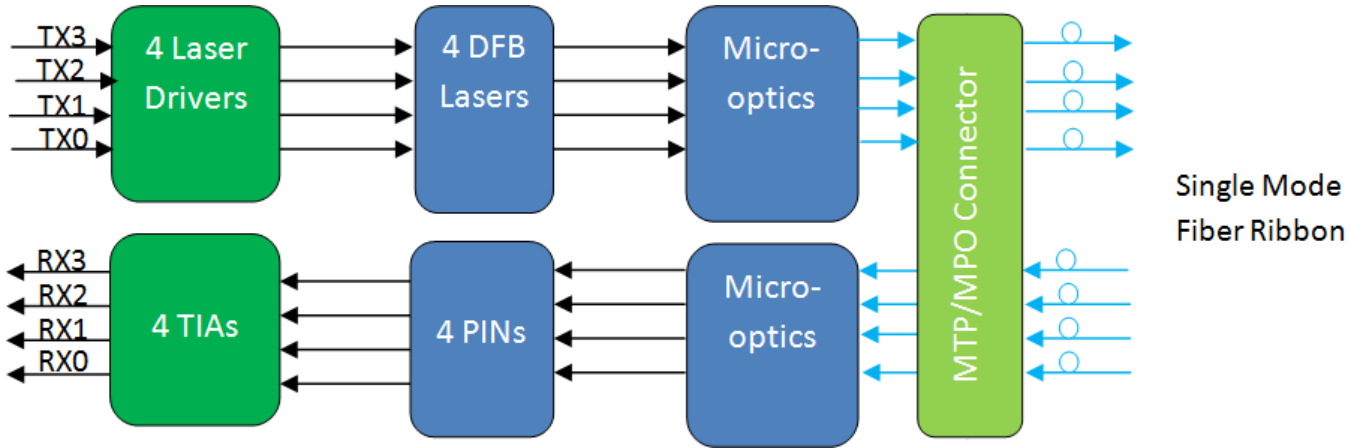 TX3
TX2
TX1
TX0
4 Laser
Drivers
4 DFB
Lasers
Micro-
optics
MTP/MPO Connector
Single Mode
Fiber Ribbon
RX3
RX2
RX1
RX0
4 TIAs
4 PINs
Micro-
optics